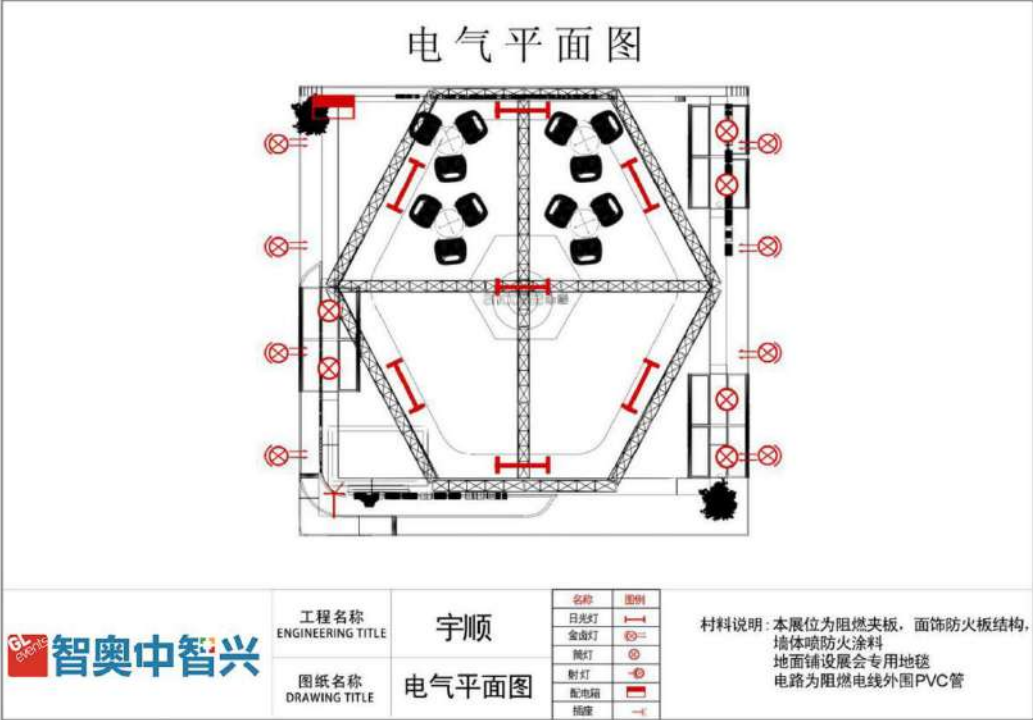 电气平面图
GL
events
智奥中智兴
工程名称
ENGINEERING TITLE
宇顺
图纸名称
DRAWING TITLE
电气平面图
名称 图例
日光灯
金卤灯
筒灯
射灯
配电箱
插座
材料说明：本展位为阻燃夹板，面饰防火板结构，
墙体喷防火涂料
地面铺设展会专用地毯
电路为阻燃电线外围PVC管